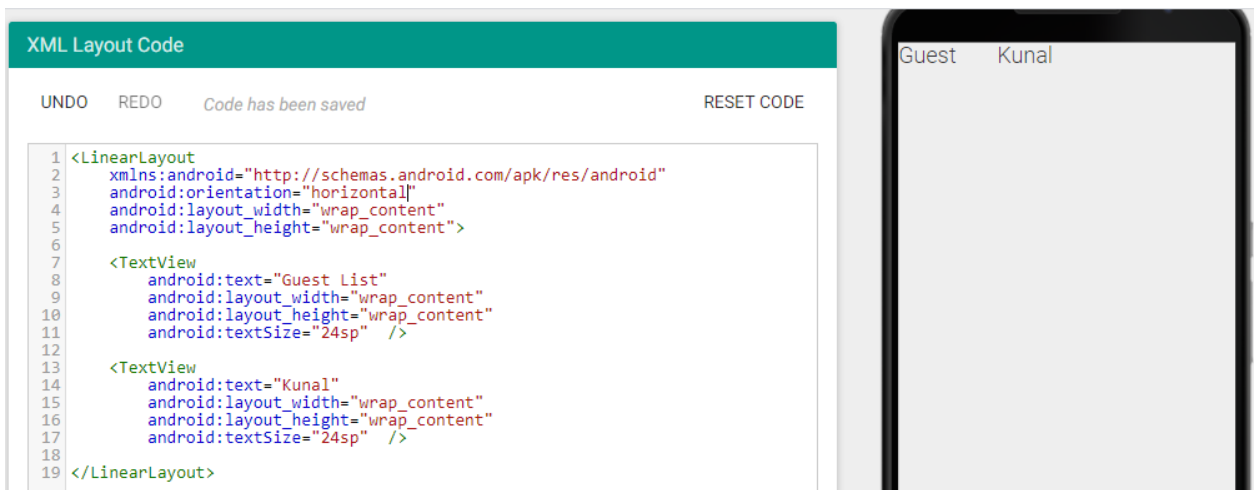 XML Layout Code
UNDO REDO Code has been saved RESET CODE
1 <LinearLayout
2     xmlns:android="http://schemas.android.com/apk/res/android"
3     android:orientation="horizontal"
4     android:layout_width="wrap_content"
5     android:layout_height="wrap_content">
6
7     <TextView
8         android:text="Guest List"
9         android:layout_width="wrap_content"
10         android:layout_height="wrap_content"
11         android:textSize="24sp"  />
12
13     <TextView
14         android:text="Kunal"
15         android:layout_width="wrap_content"
16         android:layout_height="wrap_content"
17         android:textSize="24sp"  />
18
19 </LinearLayout>
Guest Kunal